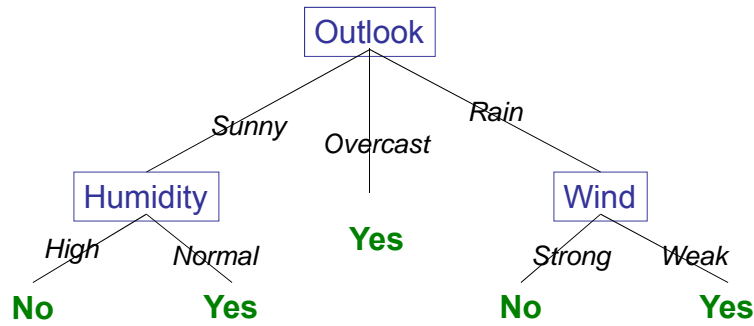 Outlook
Sunny
Overcast
Rain
Humidity
Wind
High
Normal
Yes
Strong
Weak
No
Yes
No
Yes